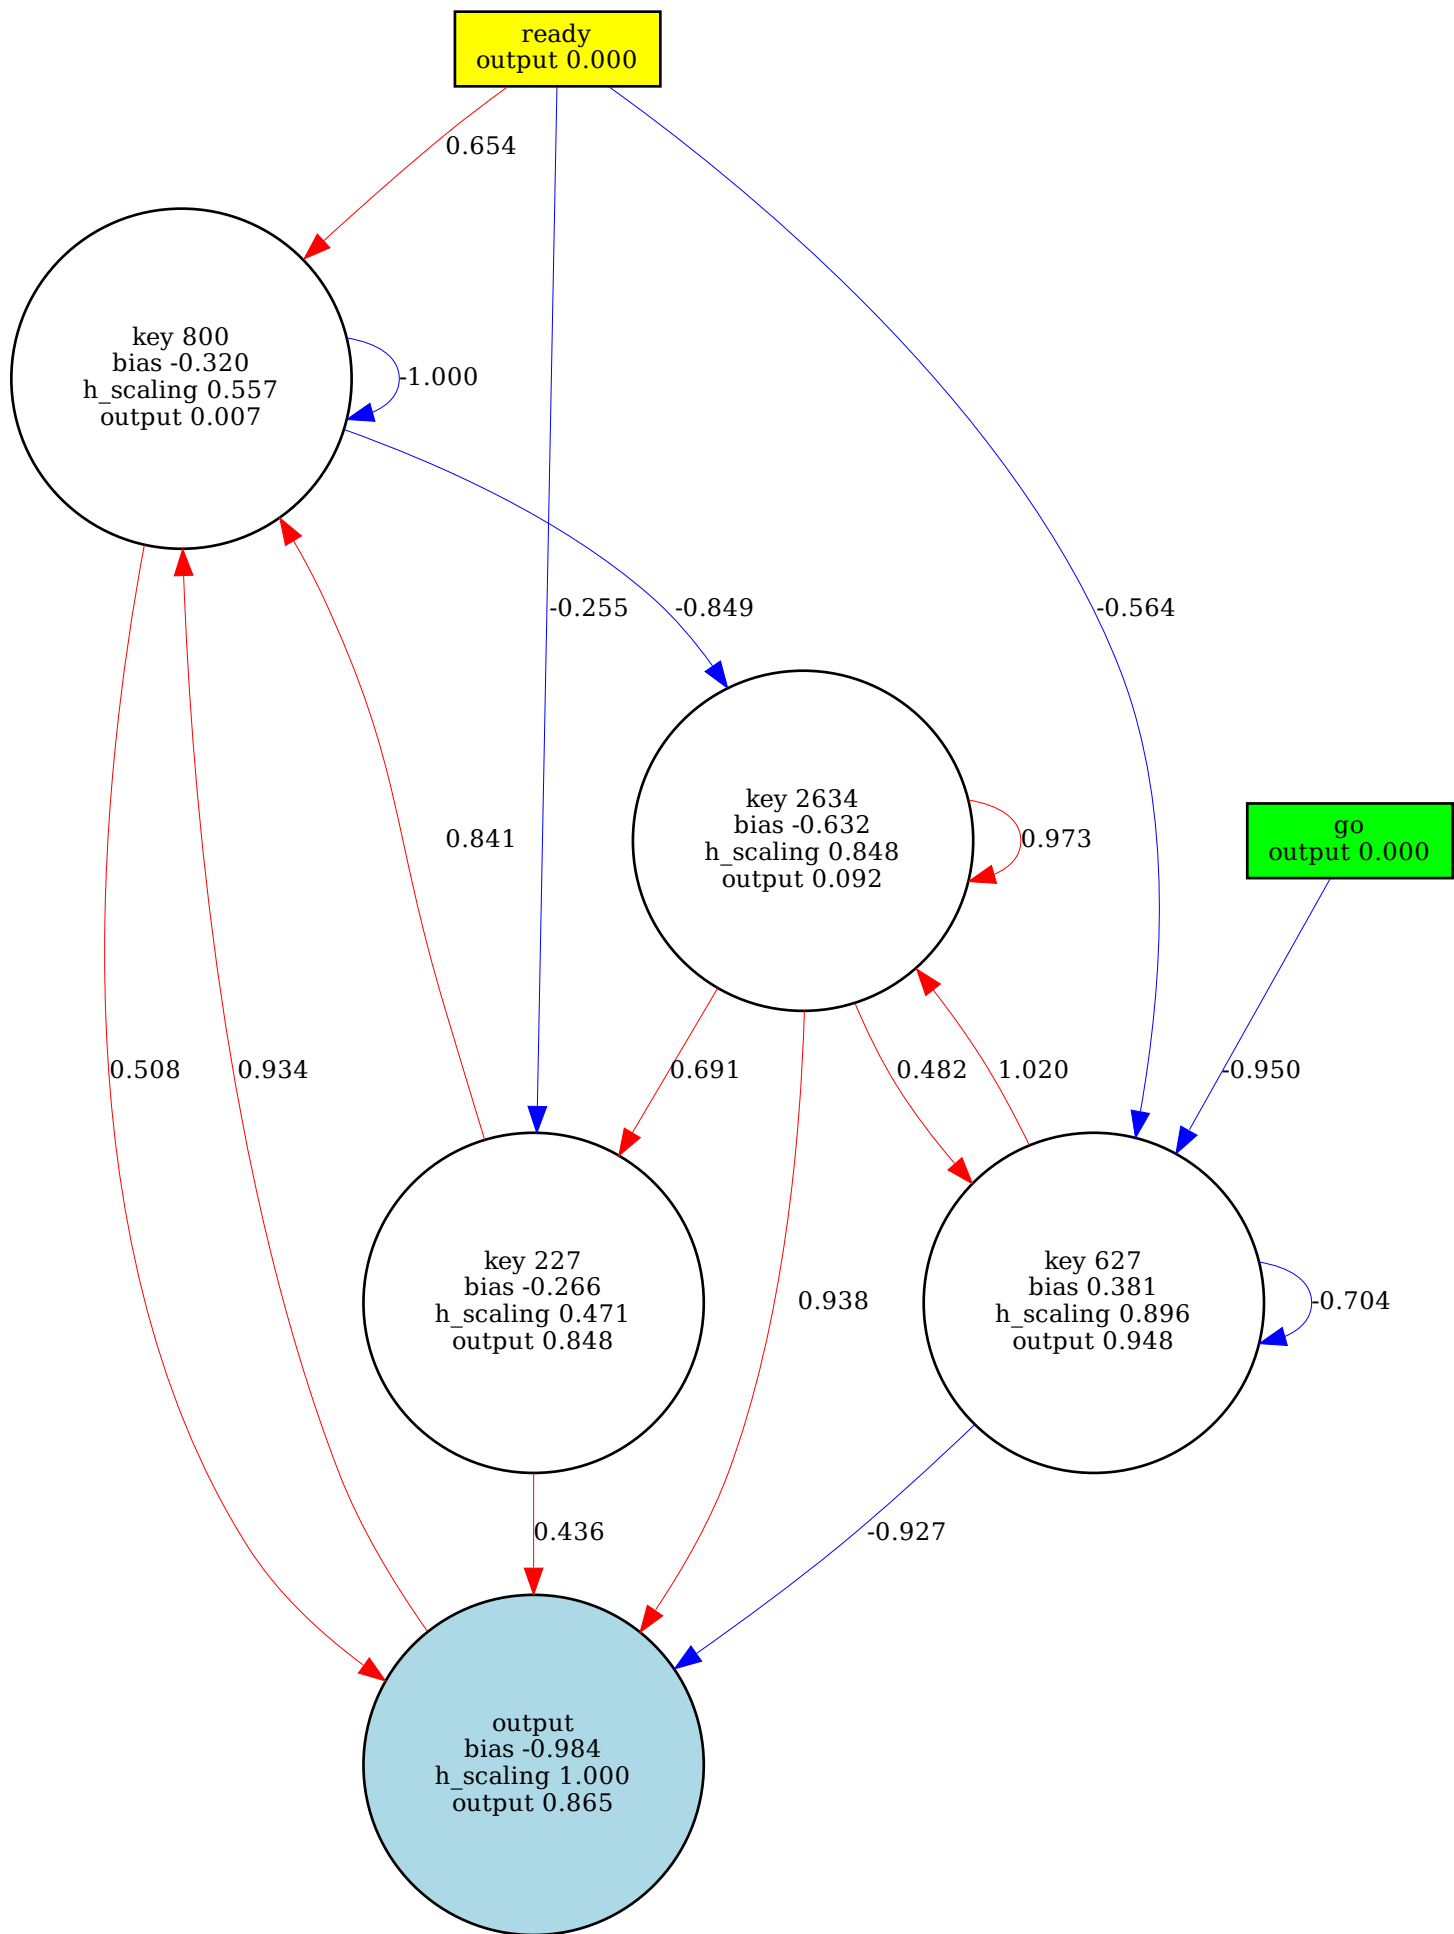 ready
output 0.000
0.654
key 800
bias -0.320
h_scaling 0.557
output 0.007
-1.000
-0.255
-0.849
-0.564
key 2634
bias -0.632
h_scaling 0.848
output 0.092
0.973
go
output 0.000
0.841
0.508
0.934
0.691
0.482
1.020
-0.950
key 227
bias -0.266
h_scaling 0.471
output 0.848
0.938
key 627
bias 0.381
h_scaling 0.896
output 0.948
-0.704
0.436
-0.927
output
bias -0.984
h_scaling 1.000
output 0.865